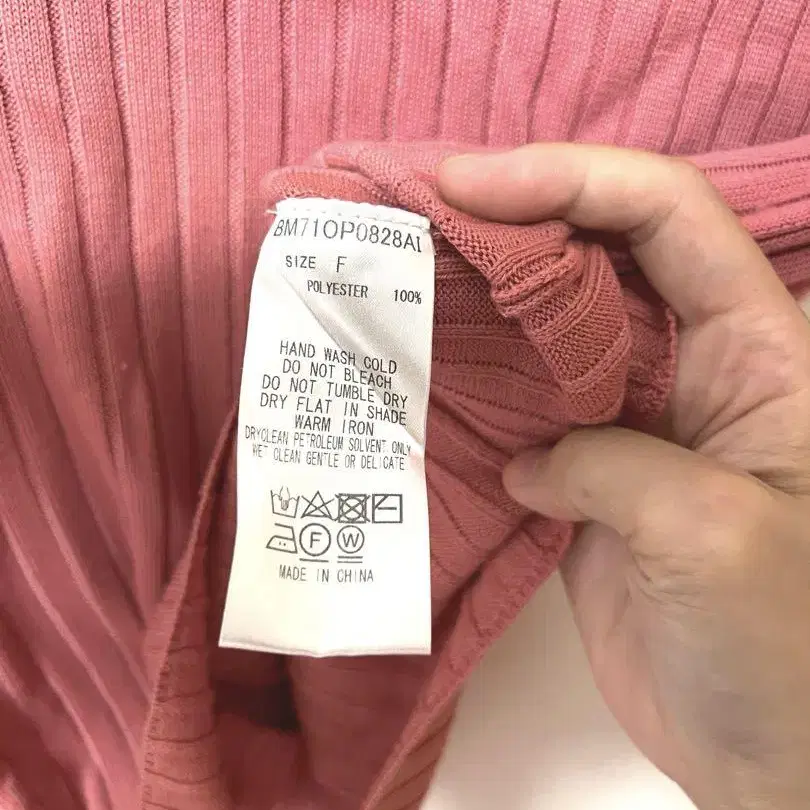 BM71OP0828AI
SIZE F
POLYESTER 100%
HAND WASH COLD
DO NOT BLEACH
DO NOT TUMBLE DRY
DRY FLAT IN SHADE
WARM IRON
DRYCLEAN PETROLEUM SOLVENT ONLY
WET CLEAN GENTLE OR DELICATE
F W
MADE IN CHINA